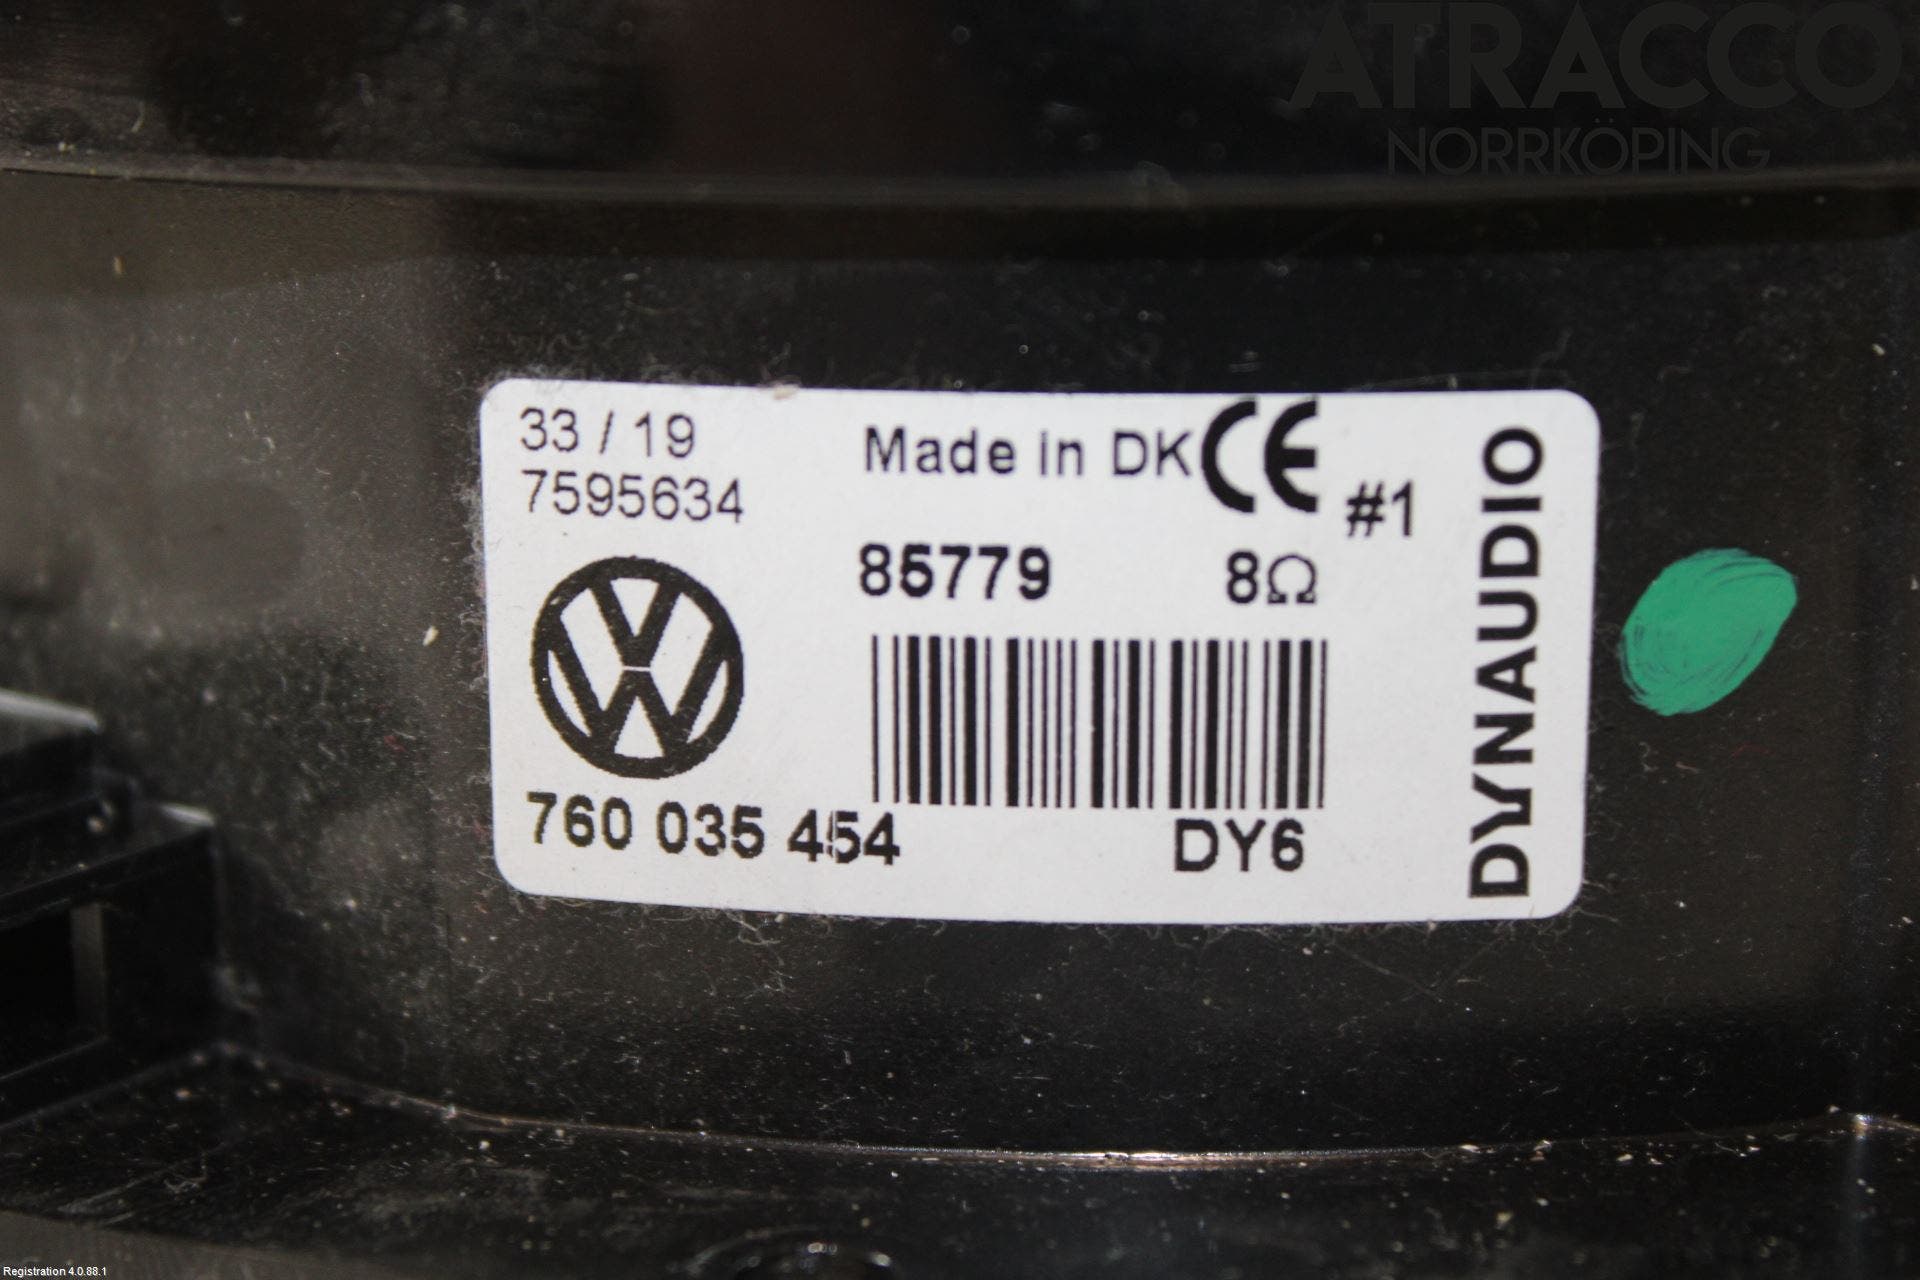 ATRACCO
NORRKÖPING
33 / 19
7595634
Made in DK CE
#1
85779 8Ω
760 035 454
DY6
DYNAUDIO
Registration 4.0.88.1